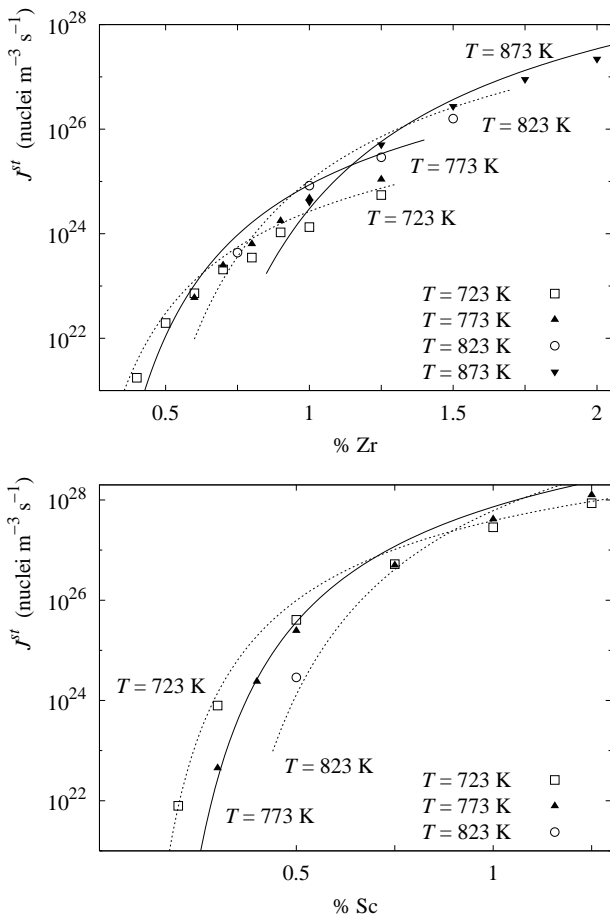 10^28
10^26
10^24
10^22
J^st (nuclei m^−3 s^−1)
T = 873 K
T = 823 K
T = 773 K
T = 723 K
T = 723 K
T = 773 K
T = 823 K
T = 873 K
0.5 1 1.5 2
% Zr
10^28
10^26
10^24
10^22
J^st (nuclei m^−3 s^−1)
T = 723 K
T = 823 K
T = 773 K
T = 723 K
T = 773 K
T = 823 K
0.5 1
% Sc